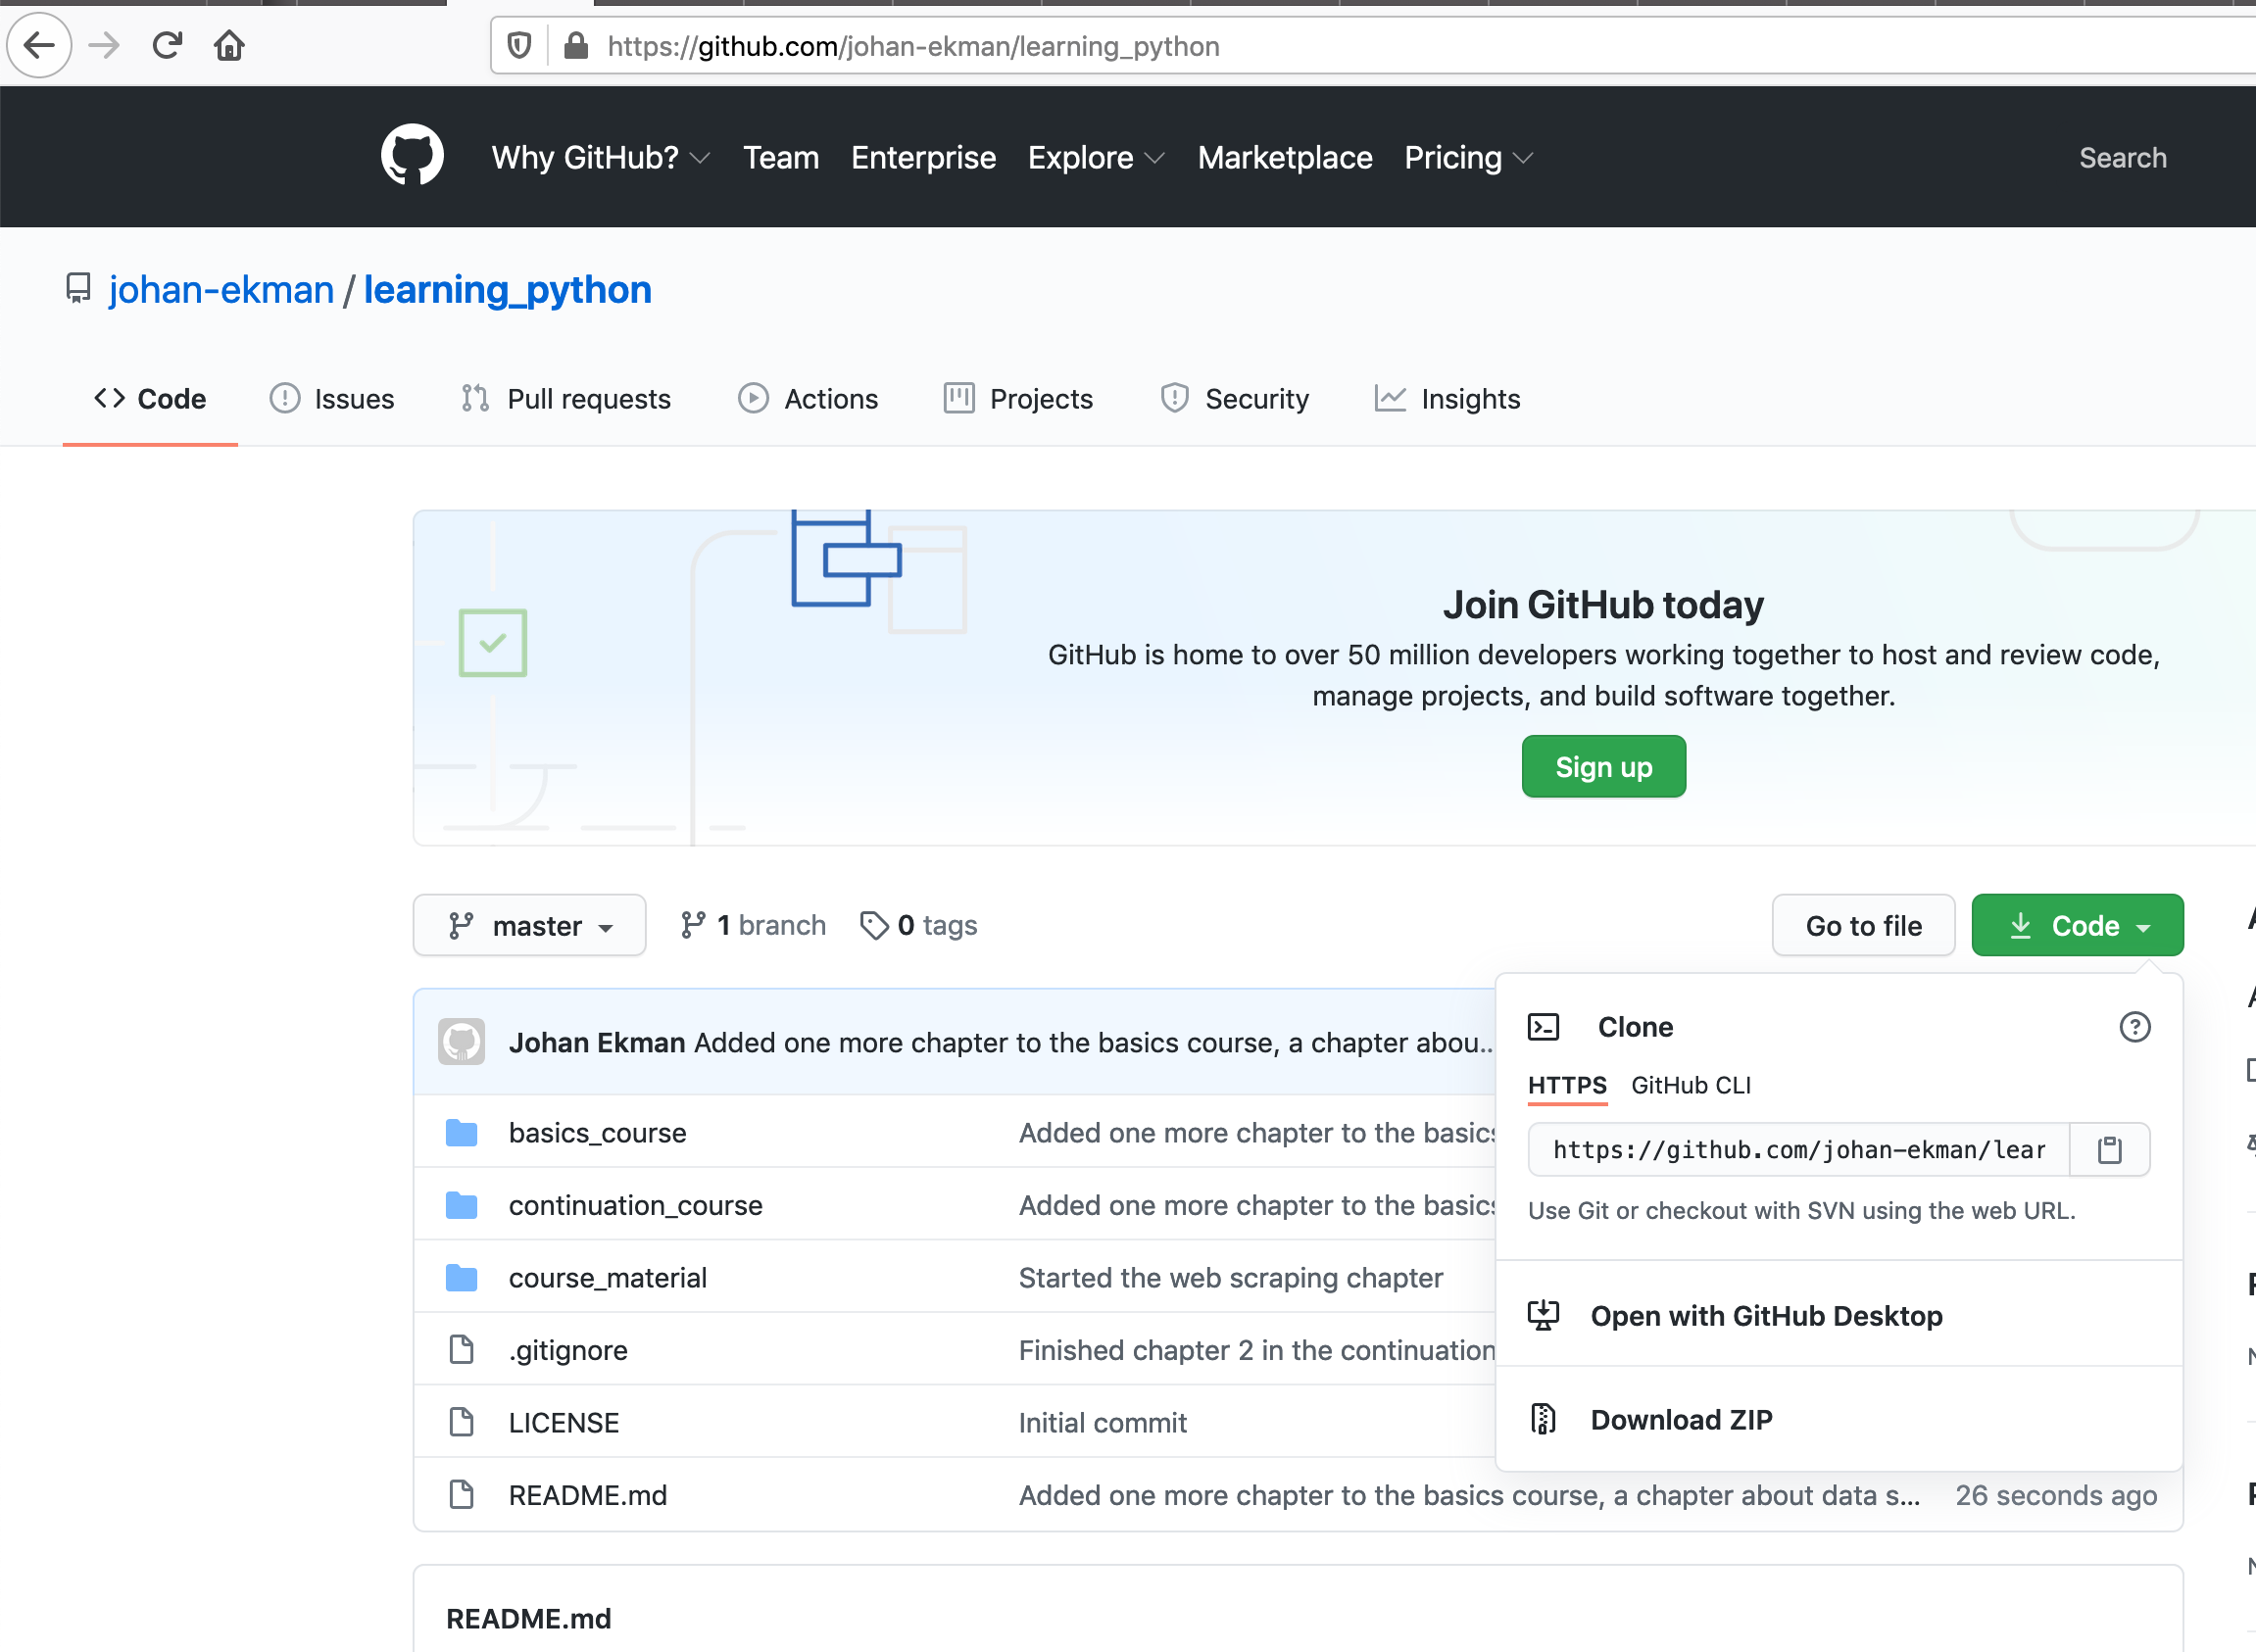 https://github.com/johan-ekman/learning_python
Why GitHub? Team Enterprise Explore Marketplace Pricing Search
johan-ekman / learning_python
Code Issues Pull requests Actions Projects Security Insights
Join GitHub today
GitHub is home to over 50 million developers working together to host and review code,
manage projects, and build software together.
Sign up
master 1 branch 0 tags Go to file Code
Johan Ekman Added one more chapter to the basics course, a chapter abou..
basics_course Added one more chapter to the basics
continuation_course Added one more chapter to the basics
course_material Started the web scraping chapter
.gitignore Finished chapter 2 in the continuation
LICENSE Initial commit
README.md Added one more chapter to the basics course, a chapter about data s... 26 seconds ago
Clone
HTTPS GitHub CLI
https://github.com/johan-ekman/lear
Use Git or checkout with SVN using the web URL.
Open with GitHub Desktop
Download ZIP
README.md